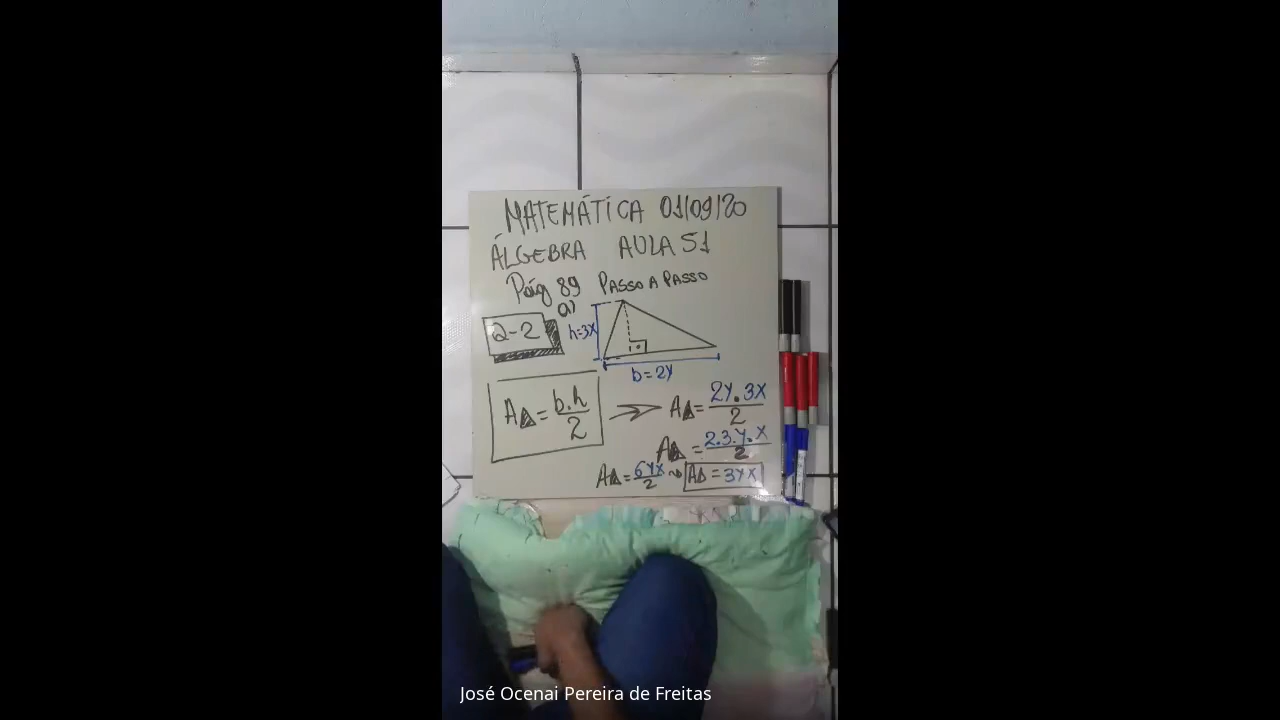 MATEMÁTICA 01/09/20
ÁLGEBRA AULA 51
Pág 89 PASSO A PASSO
a)
2-2
h=3x
b=2y
A△=b.h/2
A△=2y.3x/2
A△=2.3.y.x/2
A△=6yx/2 ~> A△=3yx
José Ocenai Pereira de Freitas